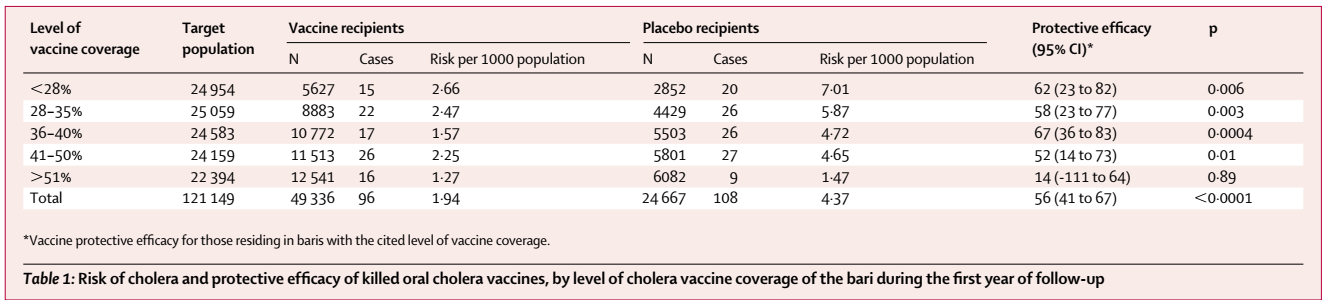 Level of vaccine coverage Target population Vaccine recipients Placebo recipients Protective efficacy (95% CI)* p
N Cases Risk per 1000 population N Cases Risk per 1000 population
<28% 24 954 5627 15 2·66 2852 20 7·01 62 (23 to 82) 0·006
28–35% 25 059 8883 22 2·47 4429 26 5·87 58 (23 to 77) 0·003
36–40% 24 583 10 772 17 1·57 5503 26 4·72 67 (36 to 83) 0·0004
41–50% 24 159 11 513 26 2·25 5801 27 4·65 52 (14 to 73) 0·01
>51% 22 394 12 541 16 1·27 6082 9 1·47 14 (-111 to 64) 0·89
Total 121 149 49 336 96 1·94 24 667 108 4·37 56 (41 to 67) <0·0001
*Vaccine protective efficacy for those residing in baris with the cited level of vaccine coverage.
Table 1: Risk of cholera and protective efficacy of killed oral cholera vaccines, by level of cholera vaccine coverage of the bari during the first year of follow-up